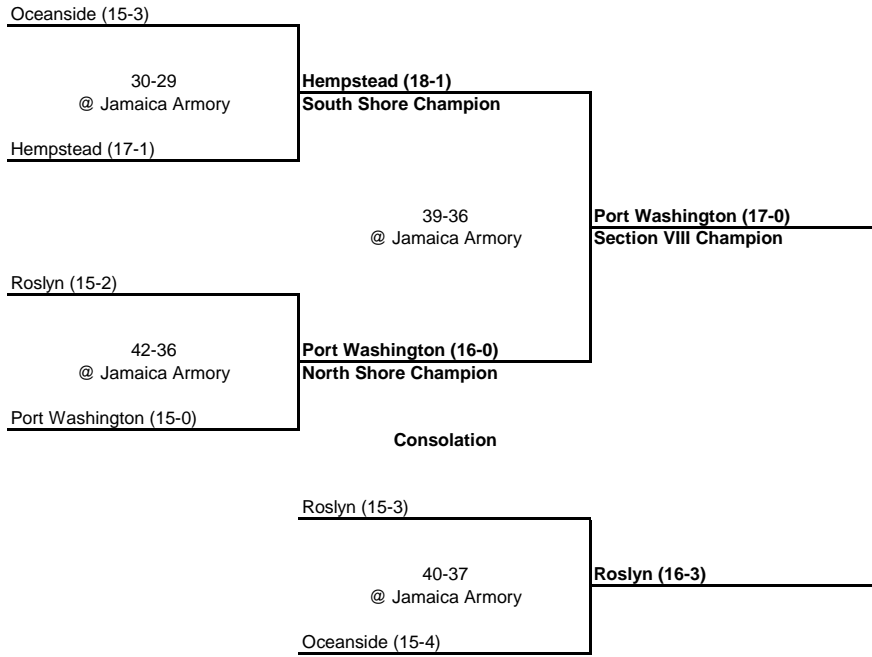 Oceanside (15-3)
30-29
@ Jamaica Armory
Hempstead (18-1)
South Shore Champion
Hempstead (17-1)
39-36
@ Jamaica Armory
Port Washington (17-0)
Section VIII Champion
Roslyn (15-2)
42-36
@ Jamaica Armory
Port Washington (16-0)
North Shore Champion
Port Washington (15-0)
Consolation
Roslyn (15-3)
40-37
@ Jamaica Armory
Roslyn (16-3)
Oceanside (15-4)